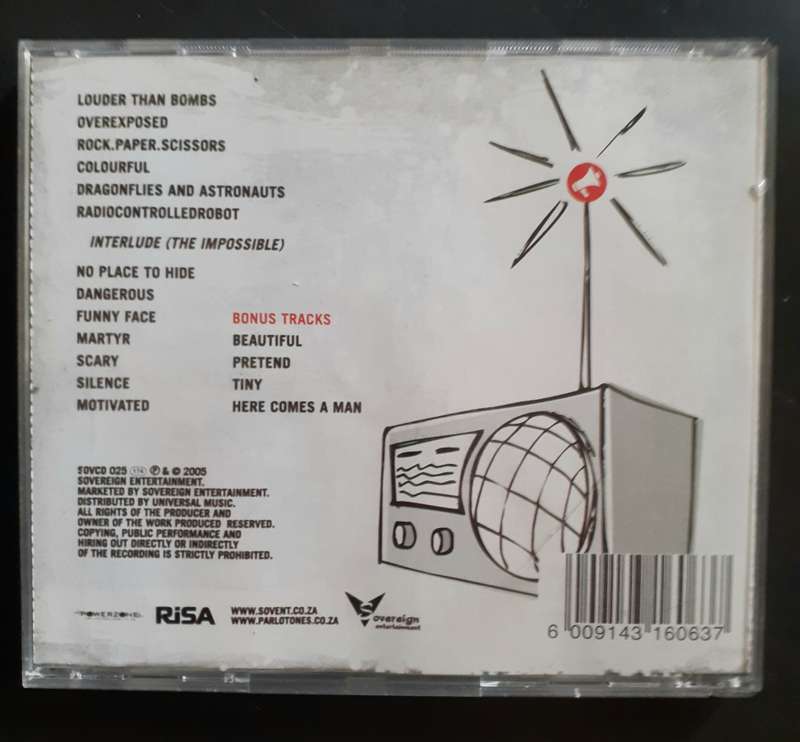 LOUDER THAN BOMBS
OVEREXPOSED
ROCK.PAPER.SCISSORS
COLOURFUL
DRAGONFLIES AND ASTRONAUTS
RADIOCONTROLLEDROBOT
INTERLUDE (THE IMPOSSIBLE)
NO PLACE TO HIDE
DANGEROUS
FUNNY FACE
MARTYR
SCARY
SILENCE
MOTIVATED
BONUS TRACKS
BEAUTIFUL
PRETEND
TINY
HERE COMES A MAN
SOVCD 025 ℗ & © 2005
SOVEREIGN ENTERTAINMENT.
MARKETED BY SOVEREIGN ENTERTAINMENT.
DISTRIBUTED BY UNIVERSAL MUSIC.
ALL RIGHTS OF THE PRODUCER AND
OWNER OF THE WORK PRODUCED RESERVED.
COPYING, PUBLIC PERFORMANCE AND
HIRING OUT DIRECTLY OR INDIRECTLY
OF THE RECORDING IS STRICTLY PROHIBITED.
POWERZONE
RiSA
WWW.SOVENT.CO.ZA
WWW.PARLOTONES.CO.ZA
Sovereign
entertainment
6 009143 160637